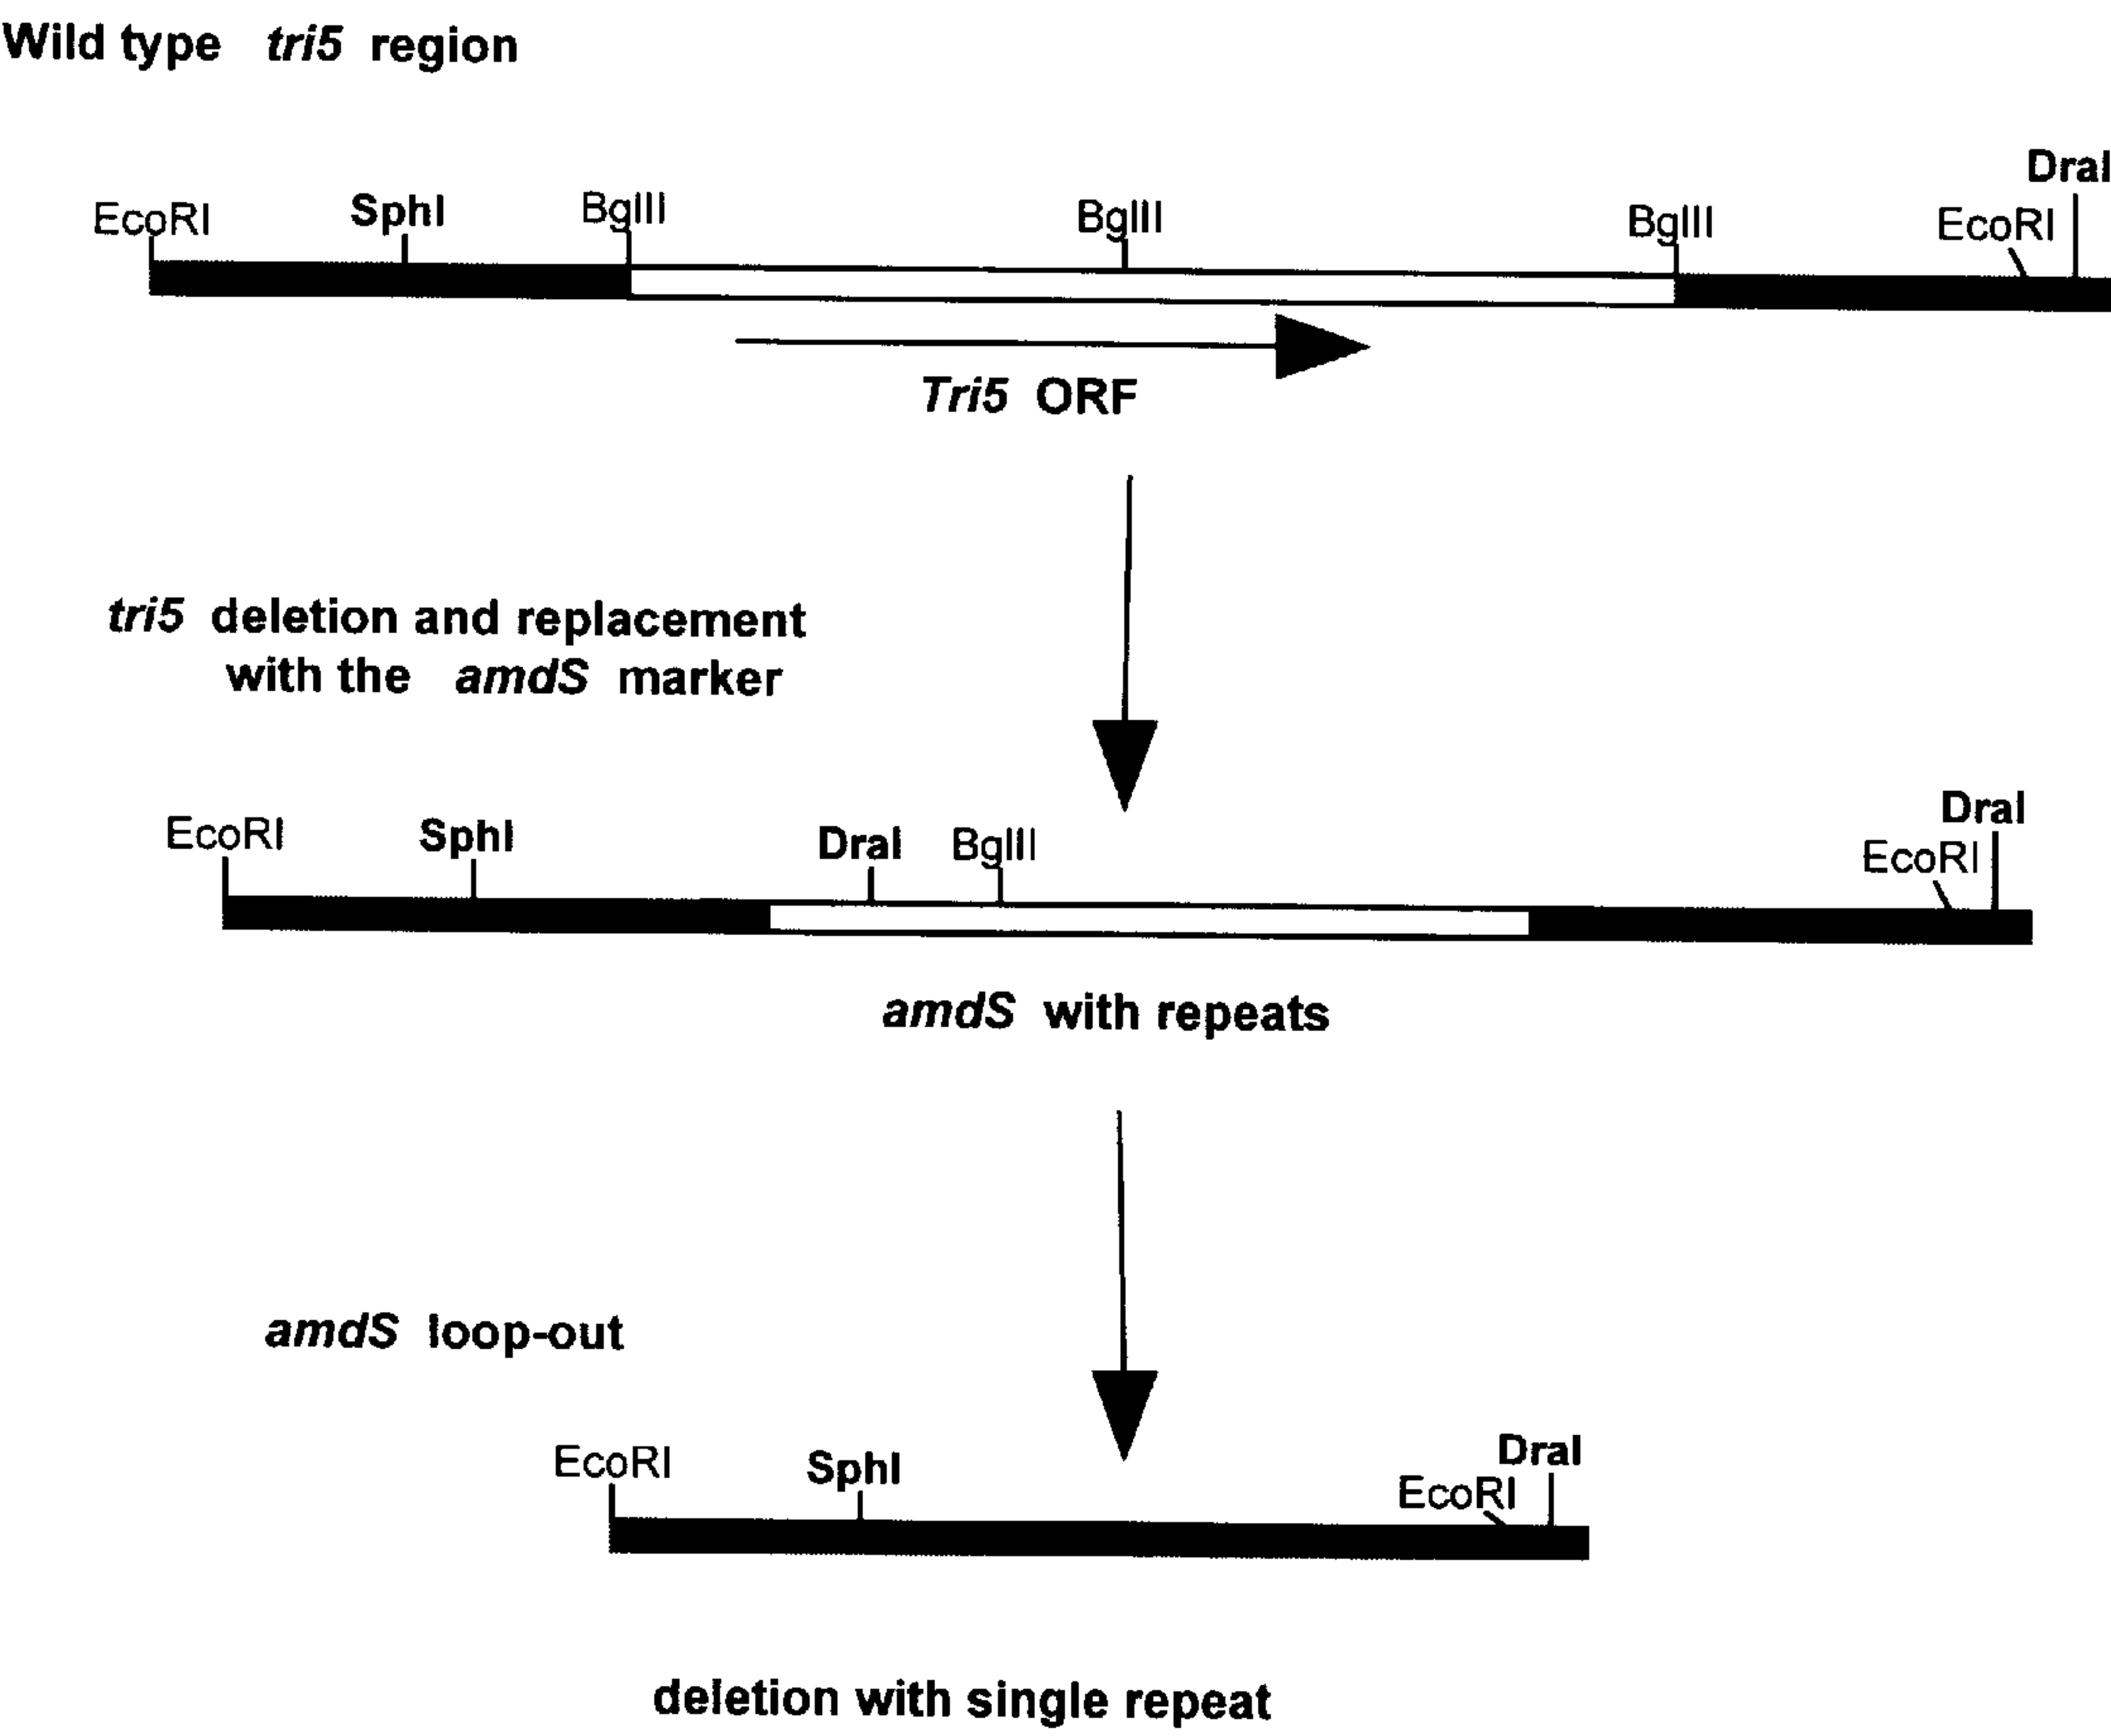 Wild type tri5 region
DraI
EcoRI SphI BglII BglII BglII EcoRI
Tri5 ORF
tri5 deletion and replacement
with the amdS marker
DraI
EcoRI SphI DraI BglII EcoRI
amdS with repeats
amdS loop-out
DraI
EcoRI SphI EcoRI
deletion with single repeat